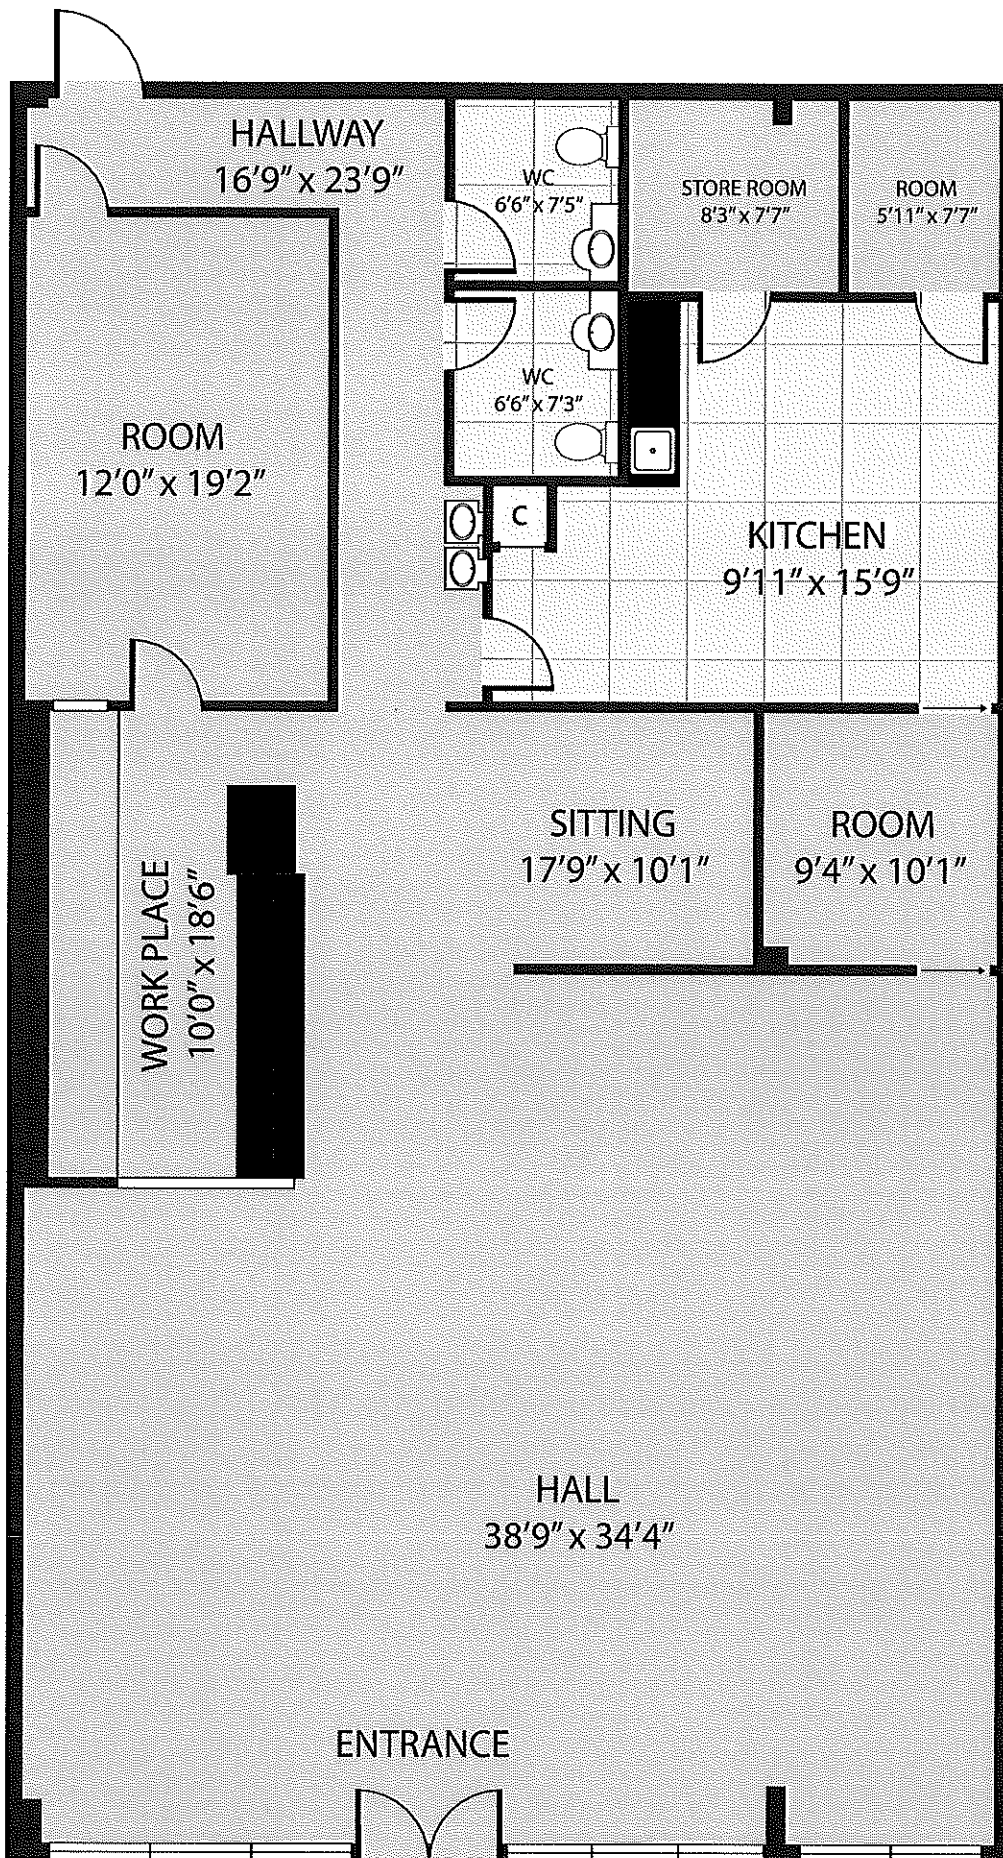 HALLWAY
16'9" x 23'9"
WC
6'6" x 7'5"
STORE ROOM
8'3" x 7'7"
ROOM
5'11" x 7'7"
WC
6'6" x 7'3"
ROOM
12'0" x 19'2"
C
KITCHEN
9'11" x 15'9"
SITTING
17'9" x 10'1"
ROOM
9'4" x 10'1"
WORK PLACE
10'0" x 18'6"
HALL
38'9" x 34'4"
ENTRANCE